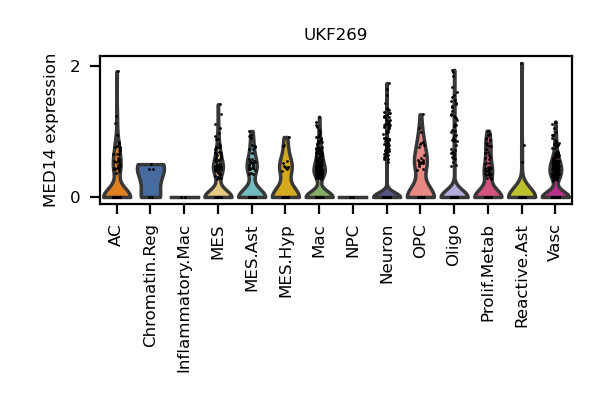 UKF269
MED14 expression
2
0
AC
Chromatin.Reg
Inflammatory.Mac
MES
MES.Ast
MES.Hyp
Mac
NPC
Neuron
OPC
Oligo
Prolif.Metab
Reactive.Ast
Vasc